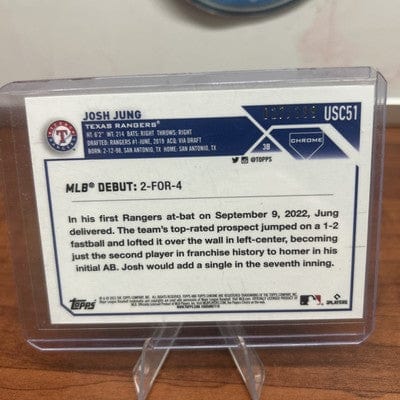 JOSH JUNG
TEXAS RANGERS®
HT: 6'2" WT: 214 BATS: RIGHT THROWS: RIGHT
DRAFTED: RANGERS #1-JUNE, 2019 ACQ: VIA DRAFT
BORN: 2-12-98, SAN ANTONIO, TX HOME: SAN ANTONIO, TX
USC51
3B
CHROME
@TOPPS
MLB® DEBUT: 2-FOR-4
In his first Rangers at-bat on September 9, 2022, Jung
delivered. The team's top-rated prospect jumped on a 1-2
fastball and lofted it over the wall in left-center, becoming
just the second player in franchise history to homer in his
initial AB. Josh would add a single in the seventh inning.
Topps